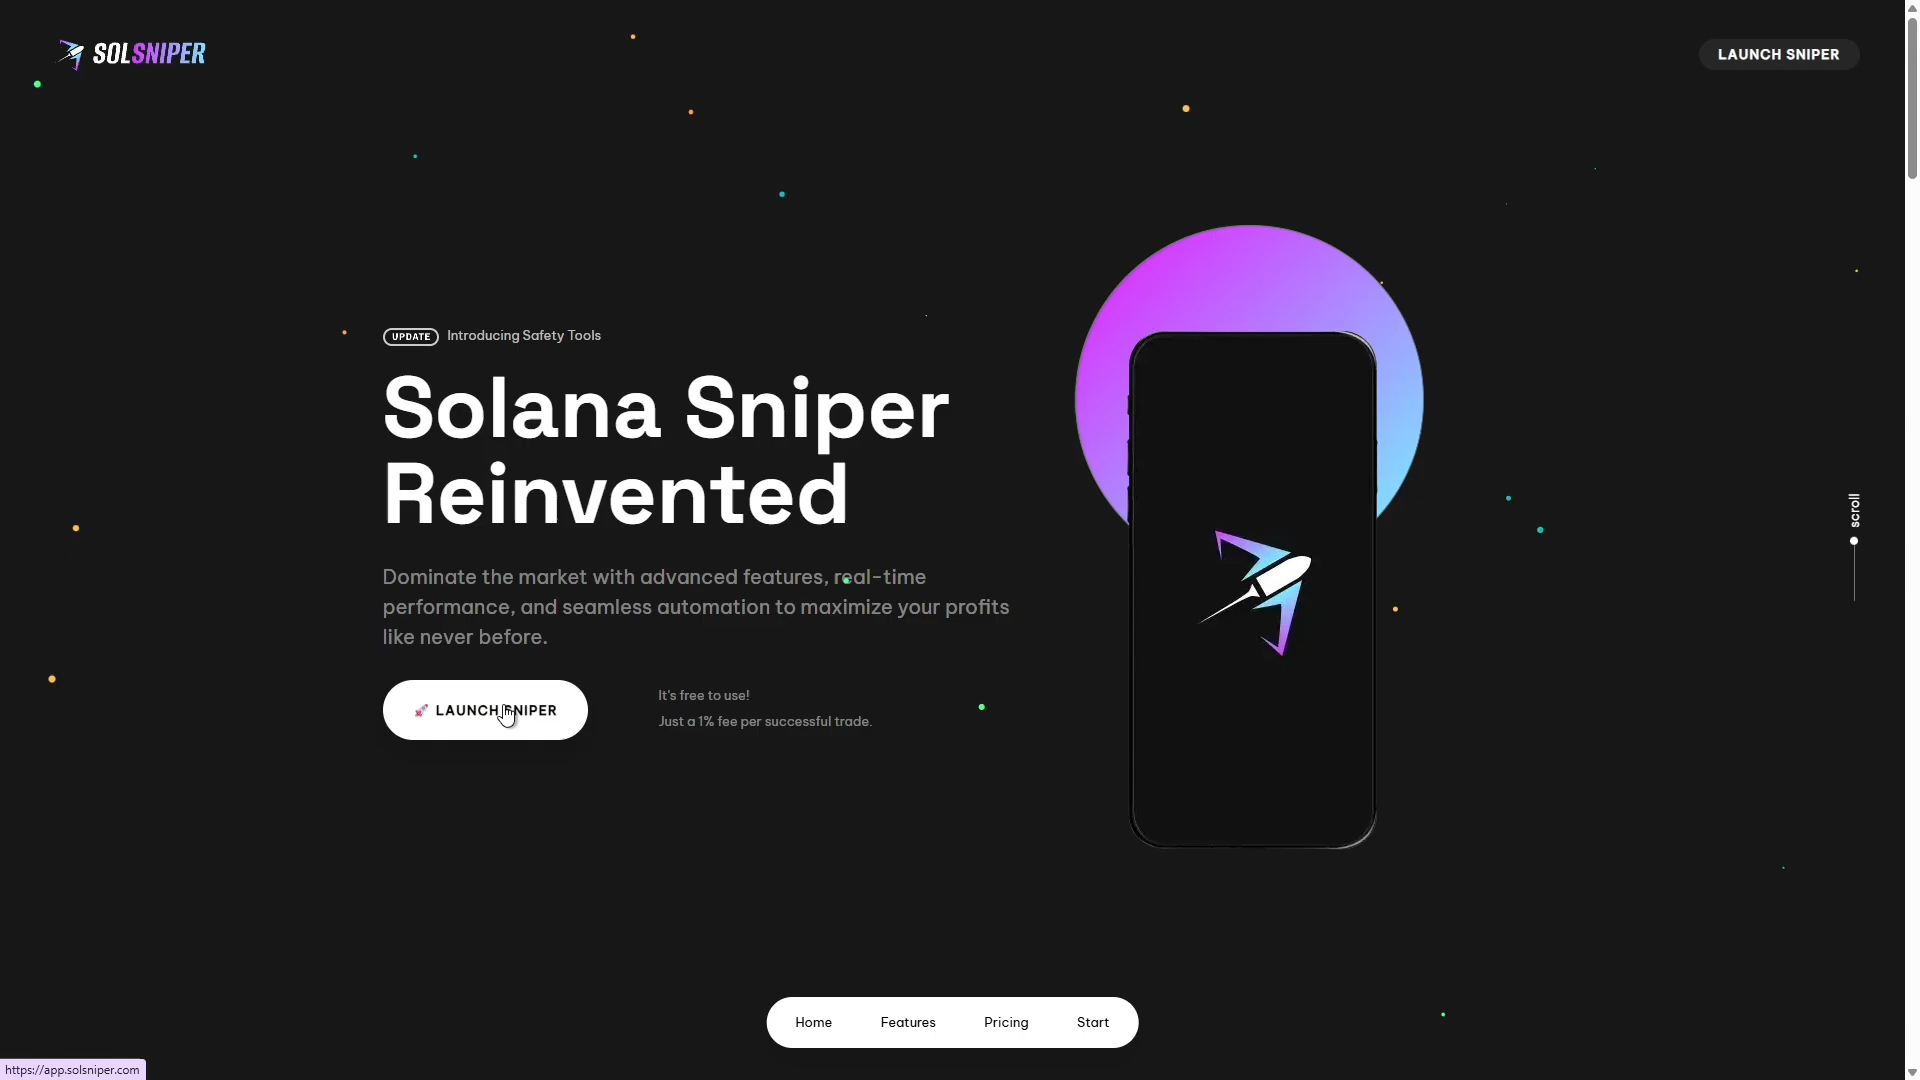 SOLSNIPER
LAUNCH SNIPER
UPDATE Introducing Safety Tools
Solana Sniper
Reinvented
Dominate the market with advanced features, real-time
performance, and seamless automation to maximize your profits
like never before.
🚀 LAUNCH SNIPER
It's free to use!
Just a 1% fee per successful trade.
scroll
Home Features Pricing Start
https://app.solsniper.com